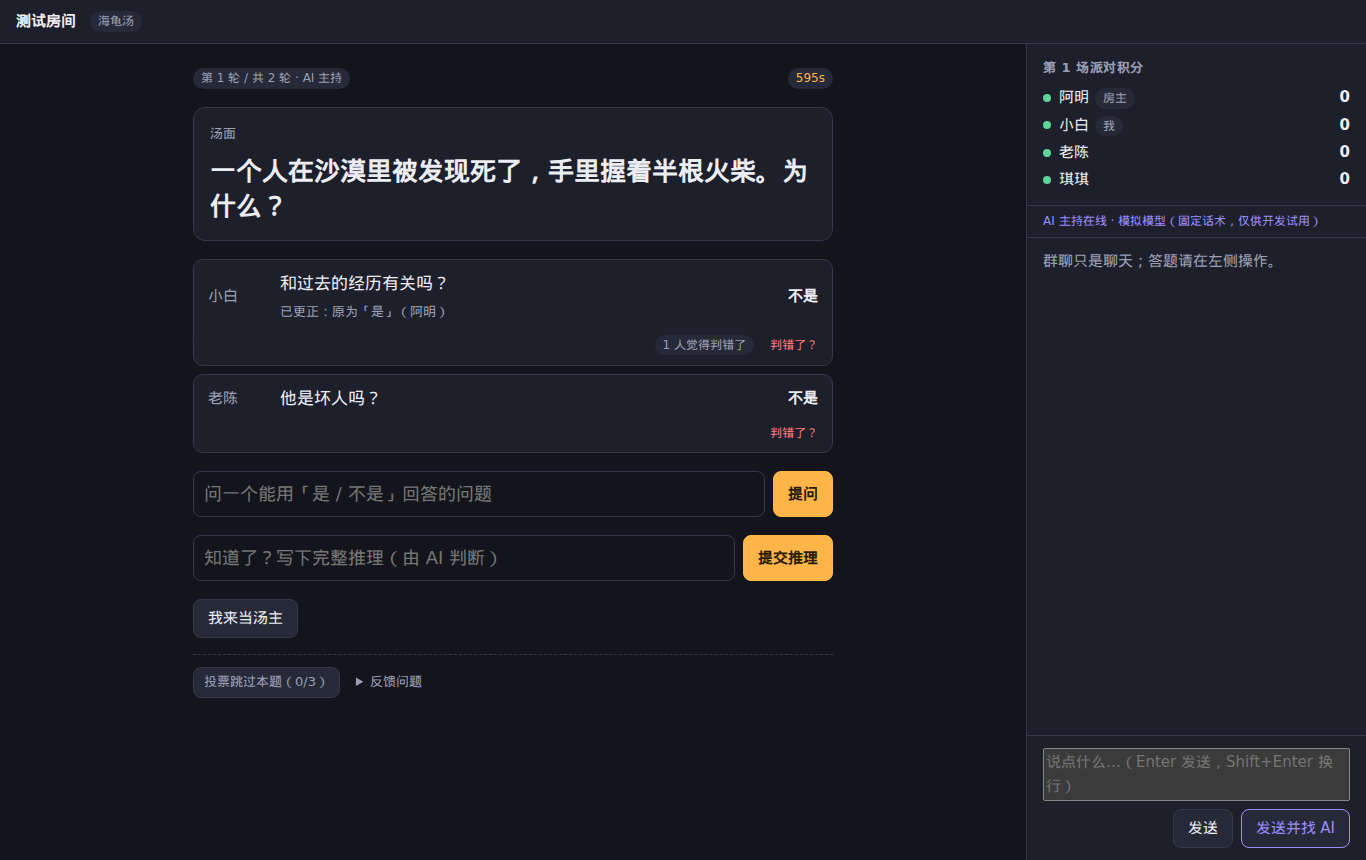 测试房间 海龟汤
第 1 轮 / 共 2 轮 · AI 主持 595s
汤面
一个人在沙漠里被发现死了，手里握着半根火柴。为
什么？
小白 和过去的经历有关吗？ 不是
已更正：原为「是」（阿明）
1 人觉得判错了 判错了？
老陈 他是坏人吗？ 不是
判错了？
问一个能用「是 / 不是」回答的问题 提问
知道了？写下完整推理（由 AI 判断） 提交推理
我来当汤主
投票跳过本题（0/3） ▶ 反馈问题
第 1 场派对积分
阿明 房主 0
小白 我 0
老陈 0
琪琪 0
AI 主持在线 · 模拟模型（固定话术，仅供开发试用）
群聊只是聊天；答题请在左侧操作。
说点什么…（Enter 发送，Shift+Enter 换
行）
发送 发送并找 AI